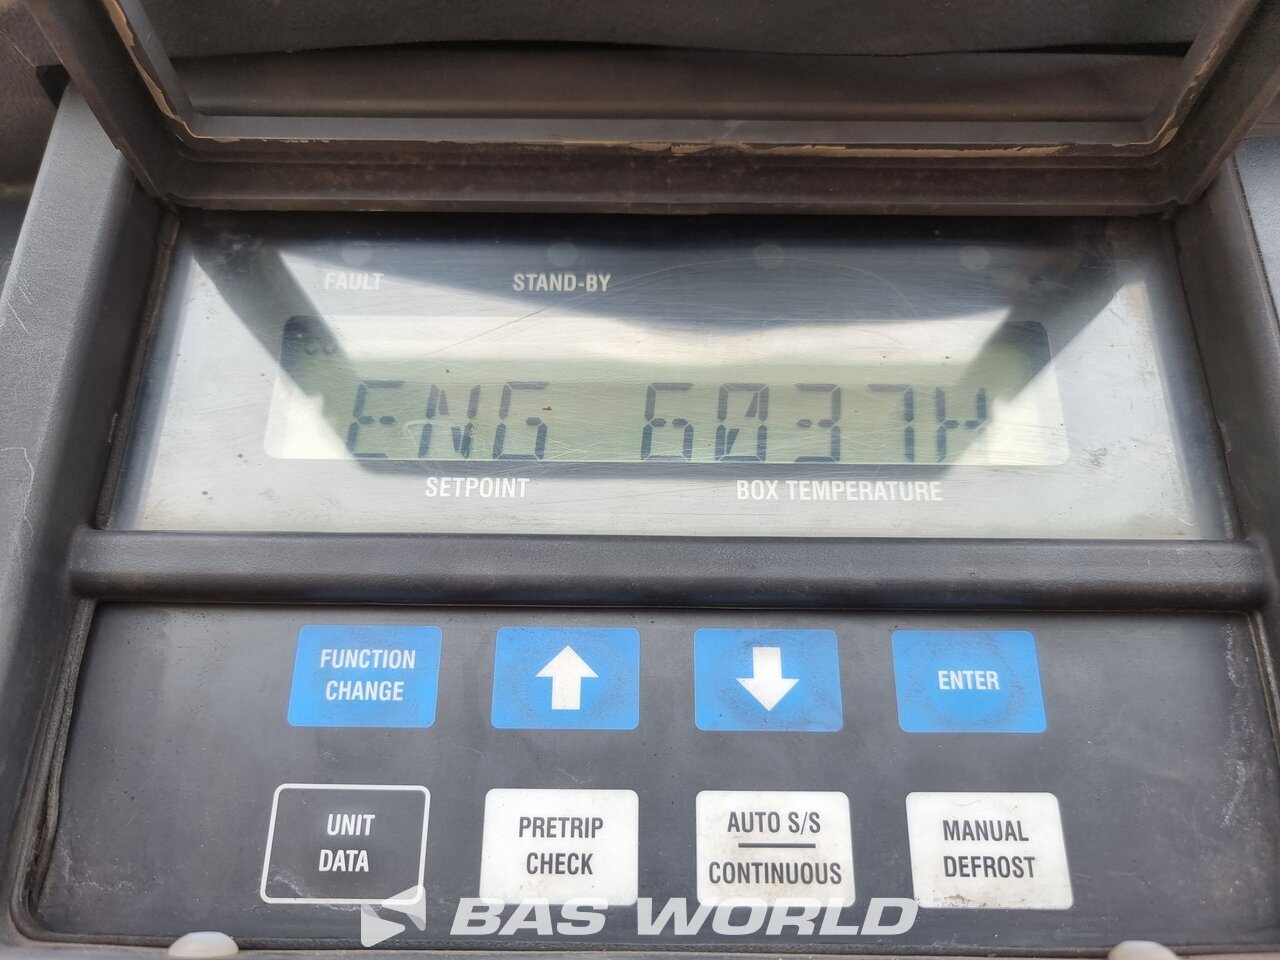 FAULT STAND-BY
ENG 6037H
SETPOINT BOX TEMPERATURE
FUNCTION
CHANGE
ENTER
UNIT
DATA
PRETRIP
CHECK
AUTO S/S
CONTINUOUS
MANUAL
DEFROST
BAS WORLD